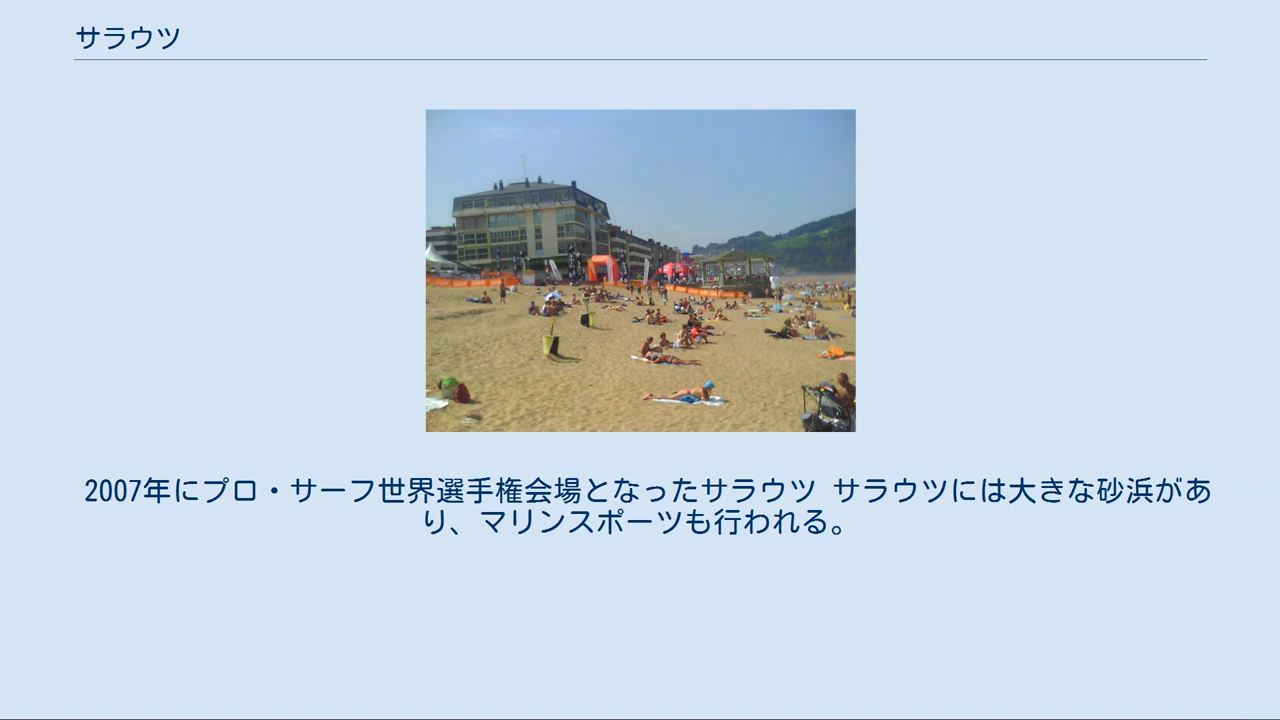 サラウツ
2007年にプロ・サーフ世界選手権会場となったサラウツ サラウツには大きな砂浜があ
り、マリンスポーツも行われる。